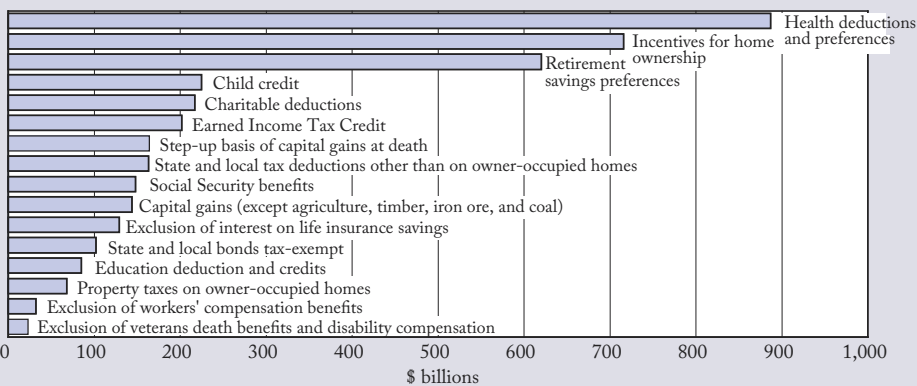 Health deductions
and preferences
Incentives for home
ownership
Retirement
savings preferences
Child credit
Charitable deductions
Earned Income Tax Credit
Step-up basis of capital gains at death
State and local tax deductions other than on owner-occupied homes
Social Security benefits
Capital gains (except agriculture, timber, iron ore, and coal)
Exclusion of interest on life insurance savings
State and local bonds tax-exempt
Education deduction and credits
Property taxes on owner-occupied homes
Exclusion of workers' compensation benefits
Exclusion of veterans death benefits and disability compensation
0 100 200 300 400 500 600 700 800 900 1,000
$ billions